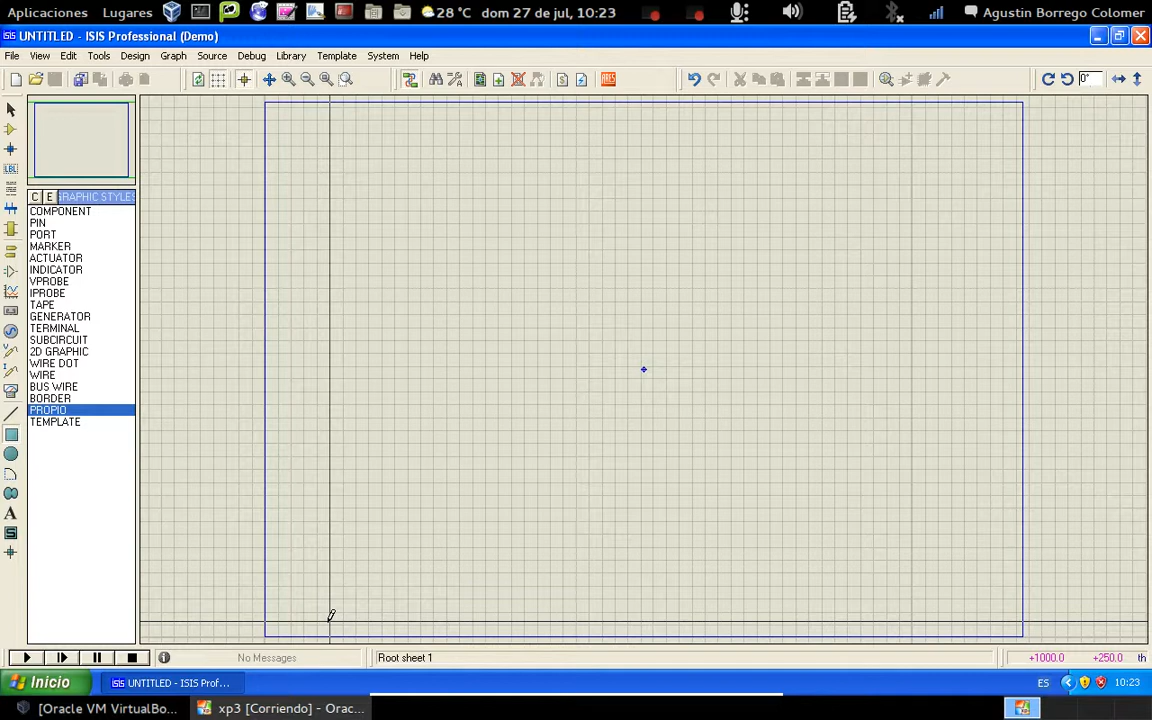 Aplicaciones Lugares 28 °C dom 27 de jul, 10:23 Agustin Borrego Colomer
ISIS UNTITLED - ISIS Professional (Demo)
File View Edit Tools Design Graph Source Debug Library Template System Help
ARES 0°
LBL
C E GRAPHIC STYLES
COMPONENT
PIN
PORT
MARKER
ACTUATOR
INDICATOR
VPROBE
IPROBE
TAPE
GENERATOR
TERMINAL
SUBCIRCUIT
2D GRAPHIC
WIRE DOT
WIRE
BUS WIRE
BORDER
PROPIO
TEMPLATE
A
S
No Messages Root sheet 1 +1000.0 +250.0 th
Inicio ISIS UNTITLED - ISIS Prof... ES 10:23
[Oracle VM VirtualBo... xp3 [Corriendo] - Orac...